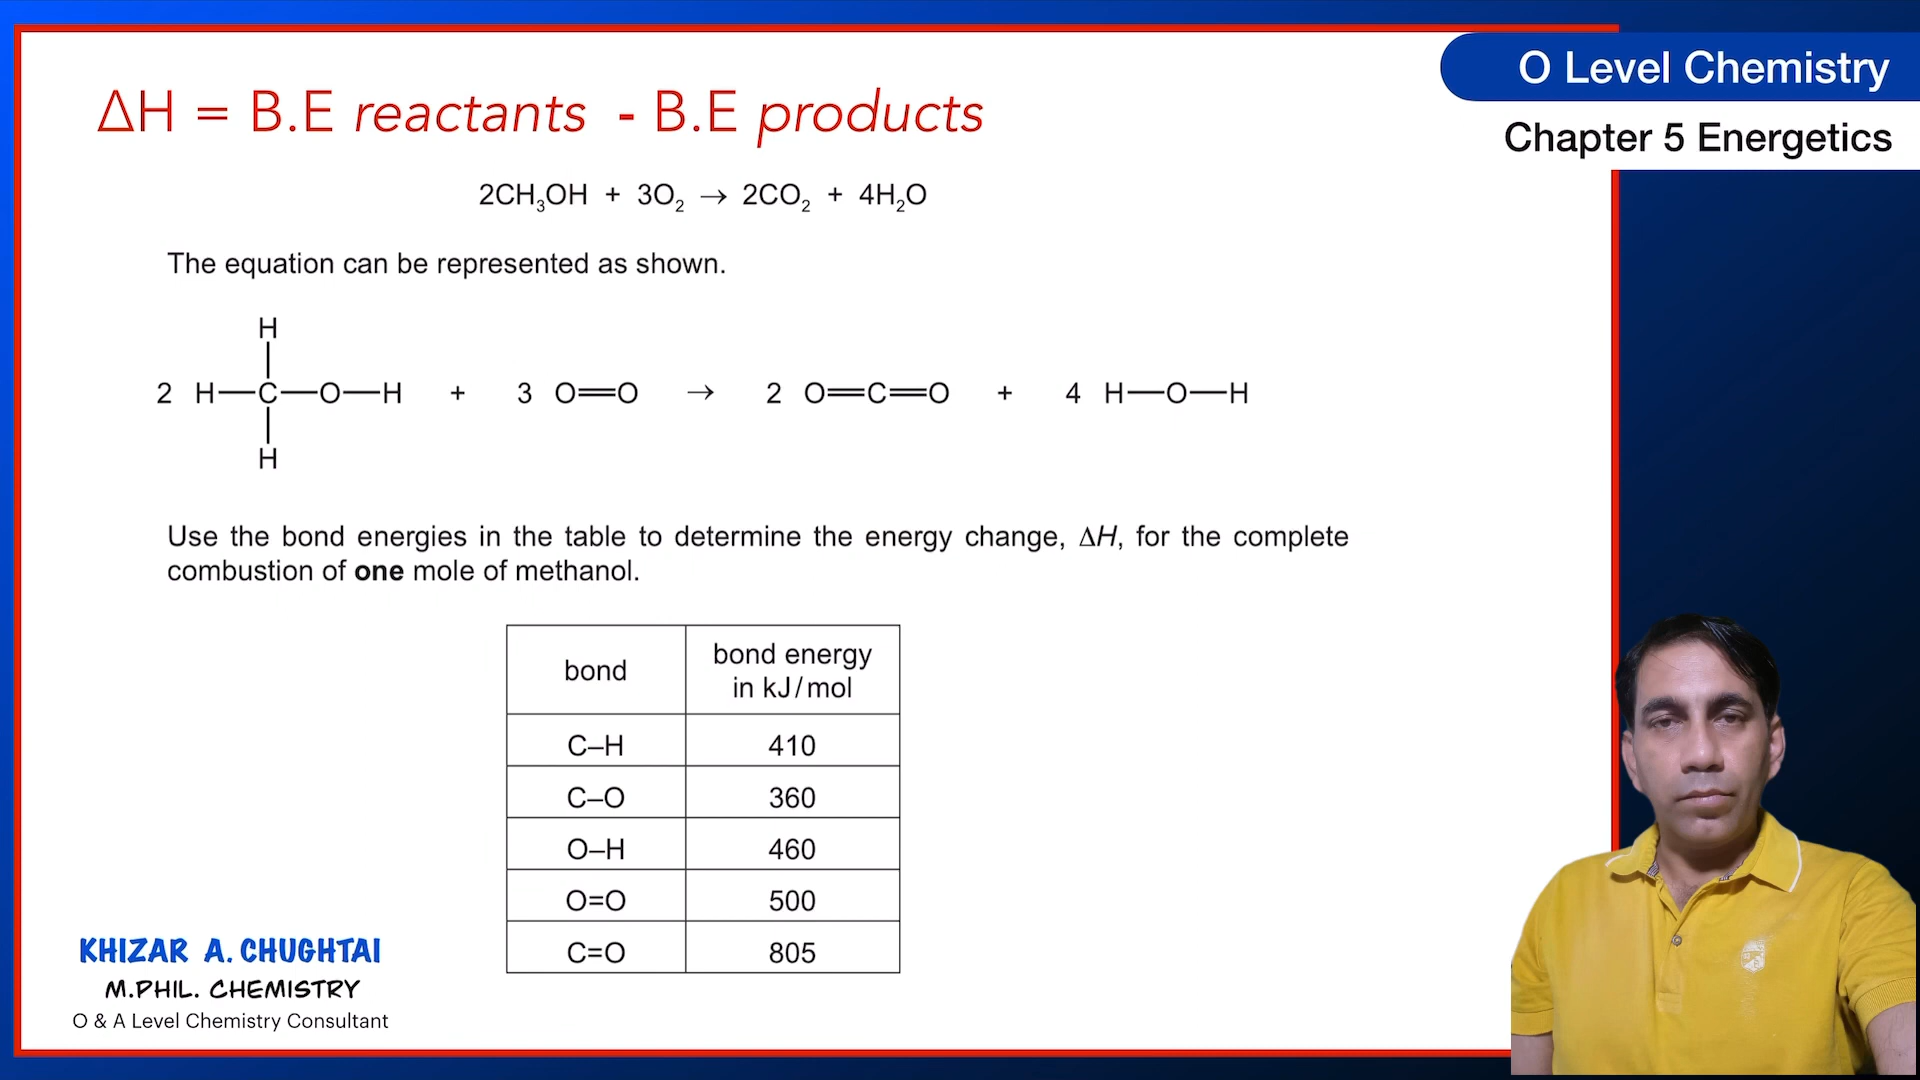 O Level Chemistry
Chapter 5 Energetics
ΔH = B.E reactants - B.E products
2CH₃OH + 3O₂ → 2CO₂ + 4H₂O
The equation can be represented as shown.
H
2 H—C—O—H + 3 O=O → 2 O=C=O + 4 H—O—H
H
Use the bond energies in the table to determine the energy change, ΔH, for the complete
combustion of one mole of methanol.
bond bond energy
in kJ/mol
C–H 410
C–O 360
O–H 460
O=O 500
C=O 805
KHIZAR A. CHUGHTAI
M.PHIL. CHEMISTRY
O & A Level Chemistry Consultant